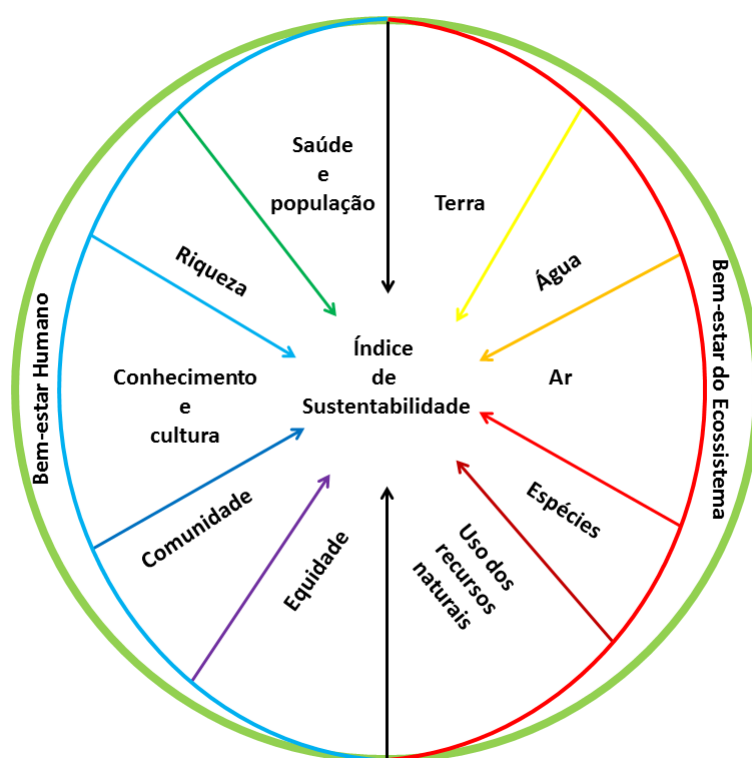 Saúde
e
população
Terra
Riqueza
Água
Bem-estar Humano
Bem-estar do Ecossistema
Índice
de
Sustentabilidade
Conhecimento
e
cultura
Ar
Comunidade
Espécies
Equidade
Uso dos
recursos
naturais